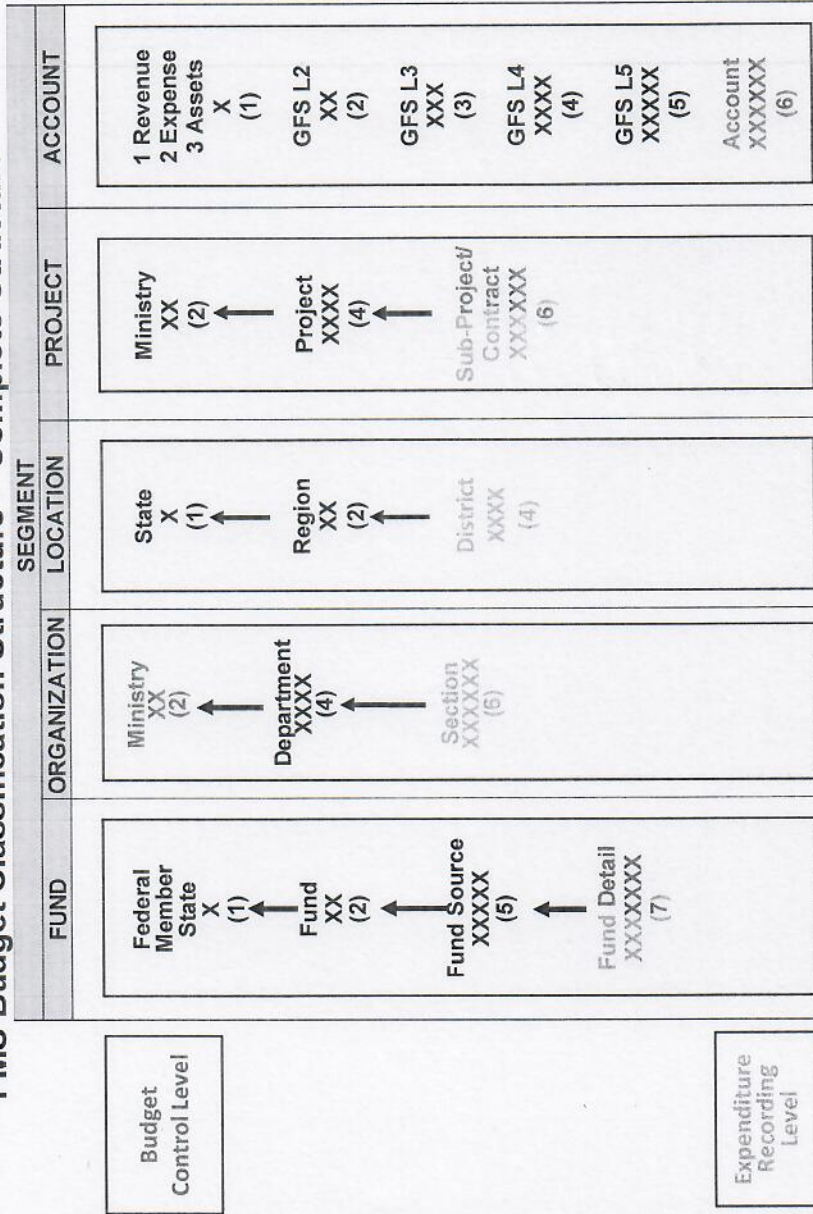 Budget Classification Structure - Complete Structure
SEGMENT
FUND
ORGANIZATION
LOCATION
PROJECT
ACCOUNT
Budget
Control Level
Expenditure
Recording
Level
Federal
Member
State
X
(1)
Fund
XX
(2)
Fund Source
XXXXX
(5)
Fund Detail
XXXXXXXX
(7)
Ministry
XX
(2)
Department
XXXXX
(4)
Section
XXXXXXX
(6)
State
X
(1)
Region
XX
(2)
District
XXXX
(4)
Ministry
XX
(2)
Project
XXXX
(4)
Sub-Project/
Contract
XXXXXX
(6)
1 Revenue
2 Expense
3 Assets
X
(1)
GFS L2
XX
(2)
GFS L3
XXX
(3)
GFS L4
XXXX
(4)
GFS L5
XXXXX
(5)
Account
XXXXXX
(6)